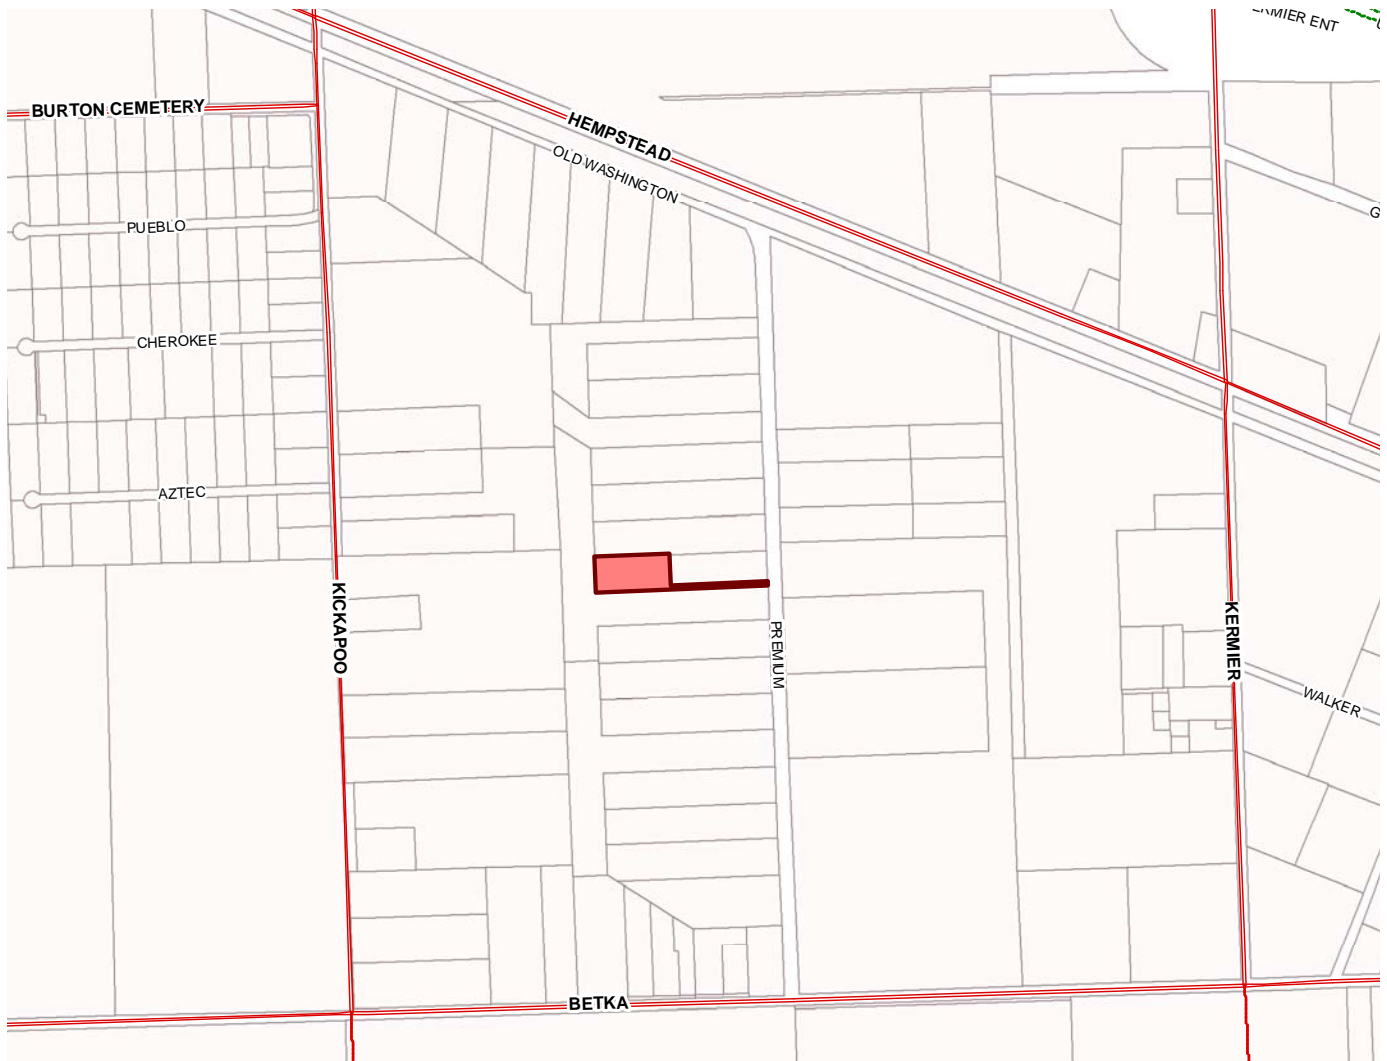 ERMIER ENT
BURTON CEMETERY
HEMPSTEAD
OLD WASHINGTON
G
PUEBLO
CHEROKEE
AZTEC
KICKAPOO
PREMIUM
KERMIER
WALKER
BETKA